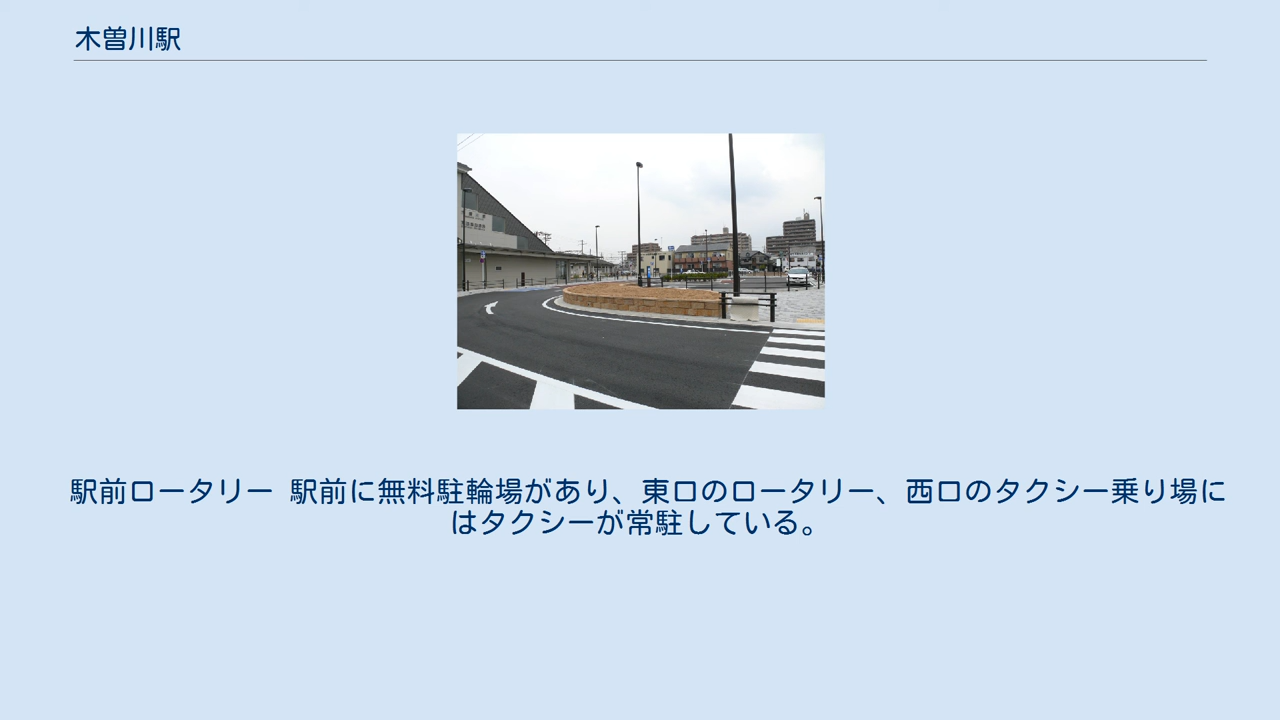 木曽川駅
駅前ロータリー 駅前に無料駐輪場があり、東口のロータリー、西口のタクシー乗り場に
はタクシーが常駐している。